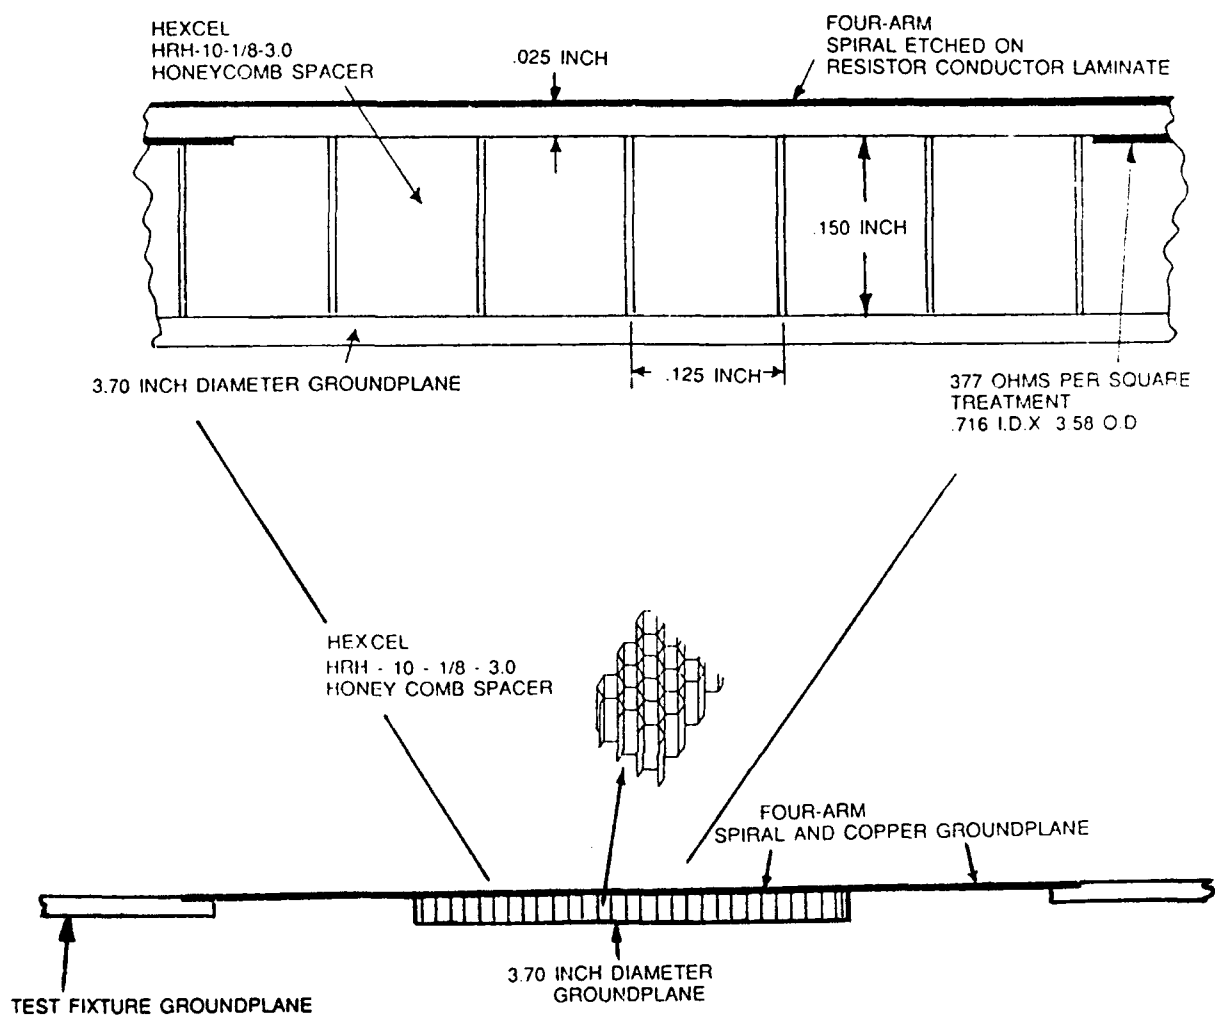 HEXCEL
HRH-10-1/8-3.0
HONEYCOMB SPACER
.025 INCH
FOUR-ARM
SPIRAL ETCHED ON
RESISTOR CONDUCTOR LAMINATE
.150 INCH
.125 INCH
3.70 INCH DIAMETER GROUNDPLANE
377 OHMS PER SQUARE
TREATMENT
.716 I.D.X 3.58 O.D
HEXCEL
HRH - 10 - 1/8 - 3.0
HONEY COMB SPACER
FOUR-ARM
SPIRAL AND COPPER GROUNDPLANE
3.70 INCH DIAMETER
GROUNDPLANE
TEST FIXTURE GROUNDPLANE